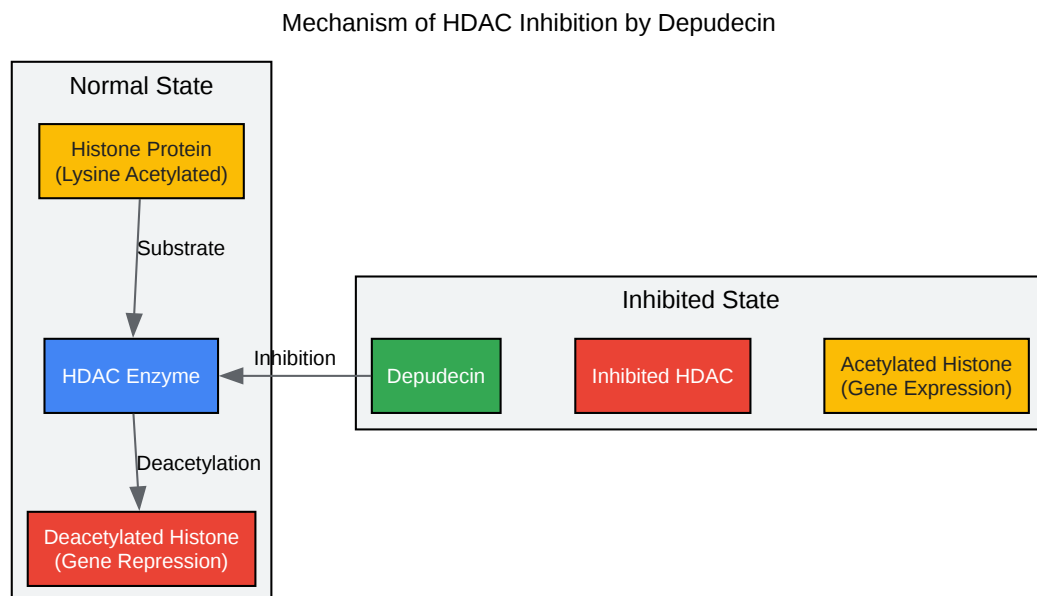 Mechanism of HDAC Inhibition by Depudecin
Normal State
Histone Protein
(Lysine Acetylated)
Substrate
HDAC Enzyme
Deacetylation
Deacetylated Histone
(Gene Repression)
Inhibition
Inhibited State
Depudecin
Inhibited HDAC
Acetylated Histone
(Gene Expression)